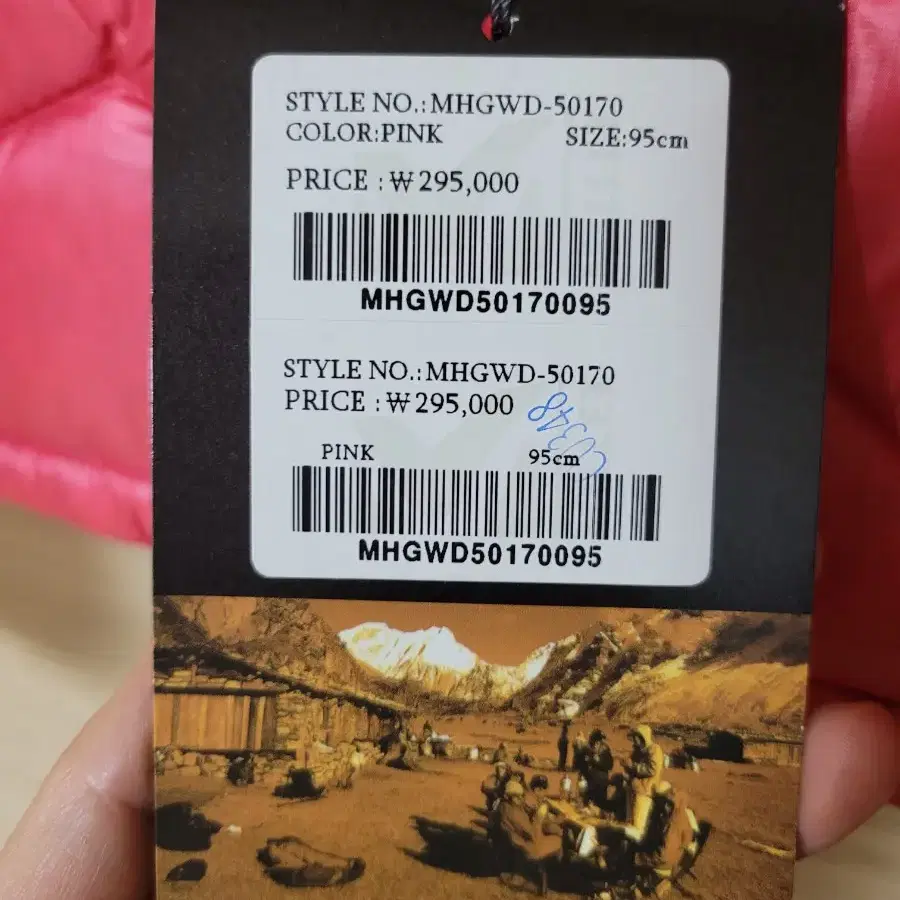 STYLE NO.:MHGWD-50170
COLOR:PINK SIZE:95cm
PRICE : ₩295,000
MHGWD50170095
STYLE NO.:MHGWD-50170
PRICE : ₩295,000
PINK 95cm
MHGWD50170095